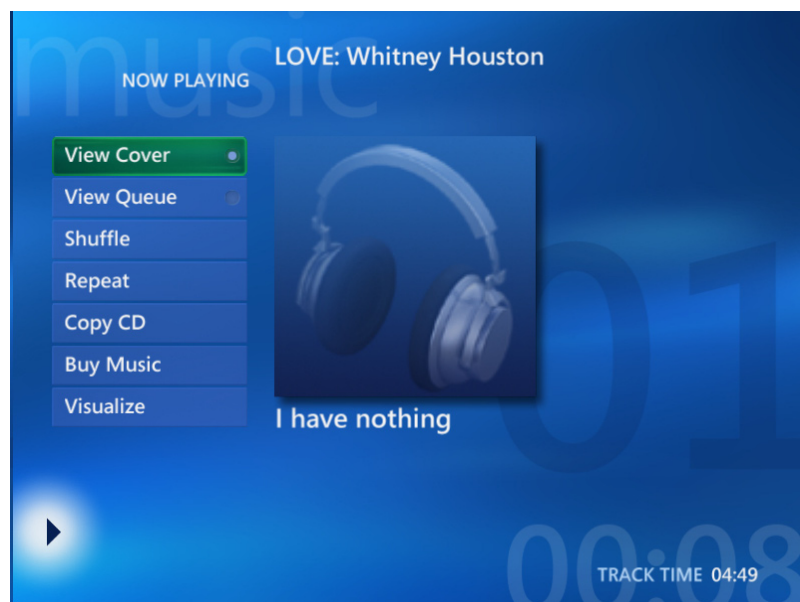 music
LOVE: Whitney Houston
NOW PLAYING
View Cover
View Queue
Shuffle
Repeat
Copy CD
Buy Music
Visualize
I have nothing
01
00:08
TRACK TIME 04:49